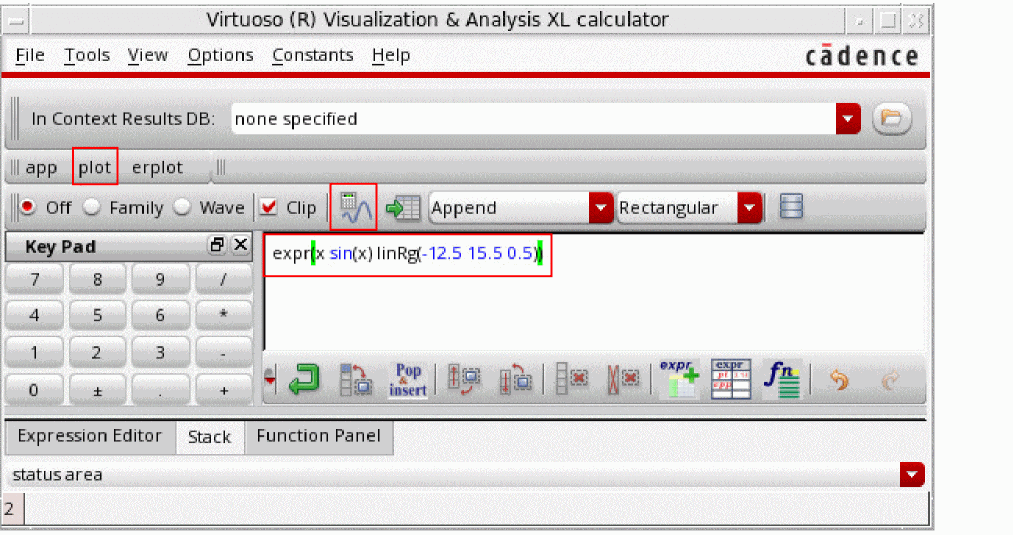 Virtuoso (R) Visualization & Analysis XL calculator
File Tools View Options Constants Help cādence
In Context Results DB: none specified
app plot erplot
Off Family Wave Clip Append Rectangular
Key Pad
expr(x sin(x) linRg(-12.5 15.5 0.5))
7 8 9 /
4 5 6 *
1 2 3 -
0 ± . +
Pop & insert expr expr fn
Expression Editor Stack Function Panel
status area
2